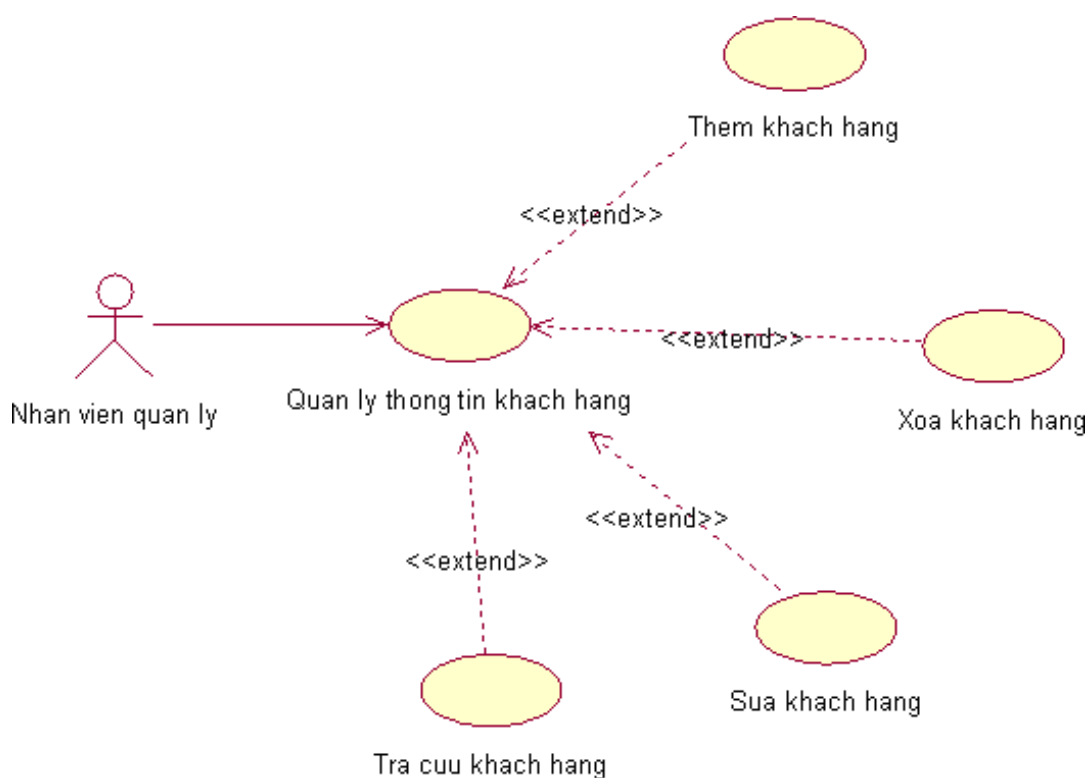 Them khach hang
<<extend>>
<<extend>>
Nhan vien quan ly
Quan ly thong tin khach hang
Xoa khach hang
<<extend>>
<<extend>>
Sua khach hang
Tra cuu khach hang